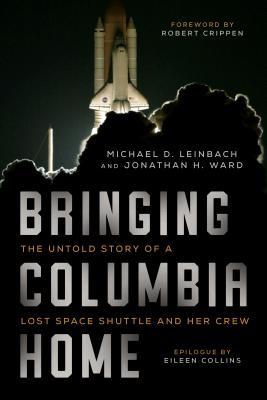 FOREWORD BY
ROBERT CRIPPEN
MICHAEL D. LEINBACH
AND JONATHAN H. WARD
BRINGING
THE UNTOLD STORY OF A
COLUMBIA
LOST SPACE SHUTTLE AND HER CREW
HOME
EPILOGUE BY
EILEEN COLLINS